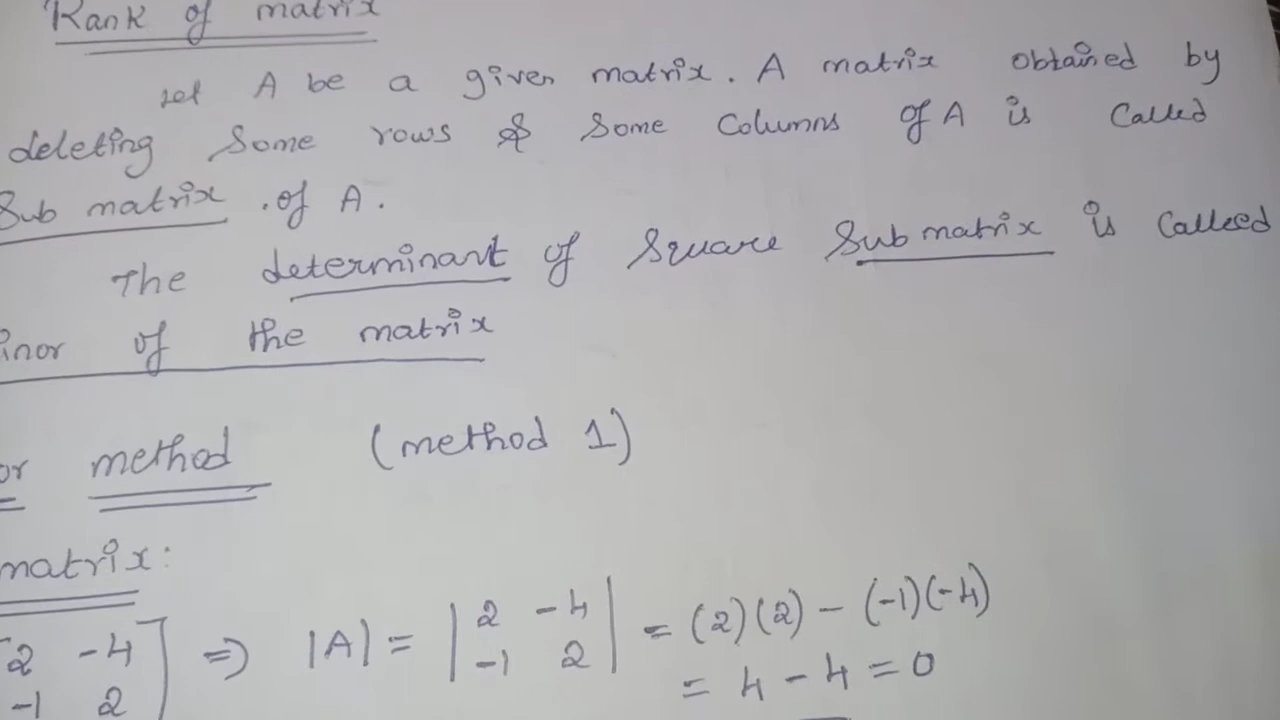 Rank of matrix
Let A be a given matrix. A matrix obtained by
deleting some rows & some columns of A is called
Sub matrix of A.
The determinant of square submatrix is called
inor of the matrix
or method (method 1)
matrix:
[2 -4
-1 2] ⇒ |A| = |2 -4
-1 2| = (2)(2) - (-1)(-4)
= 4 - 4 = 0